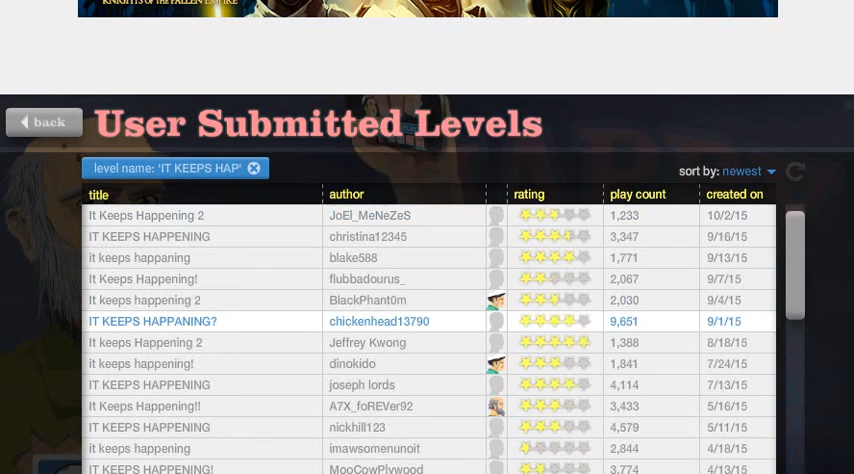 KNIGHTS OF THE FALLEN EMPIRE
back
User Submitted Levels
level name: 'IT KEEPS HAP'
sort by: newest
title author rating play count created on
It Keeps Happening 2 JoEl_MeNeZeS 1,233 10/2/15
IT KEEPS HAPPENING christina12345 3,347 9/16/15
it keeps happaning blake588 1,771 9/13/15
It Keeps Happening! flubbadourus_ 2,067 9/7/15
It keeps happening 2 BlackPhant0m 2,030 9/4/15
IT KEEPS HAPPANING? chickenhead13790 9,651 9/1/15
It keeps Happening 2 Jeffrey Kwong 1,388 8/18/15
it keeps happening! dinokido 1,841 7/24/15
IT KEEPS HAPPENING joseph lords 4,114 7/13/15
It Keeps Happening!! A7X_foREVer92 3,433 5/16/15
IT KEEPS HAPPENING nickhill123 4,579 5/11/15
it keeps happening imawsomenunoit 2,844 4/18/15
IT KEEPS HAPPENING! MooCowPlywood 3,774 4/13/15